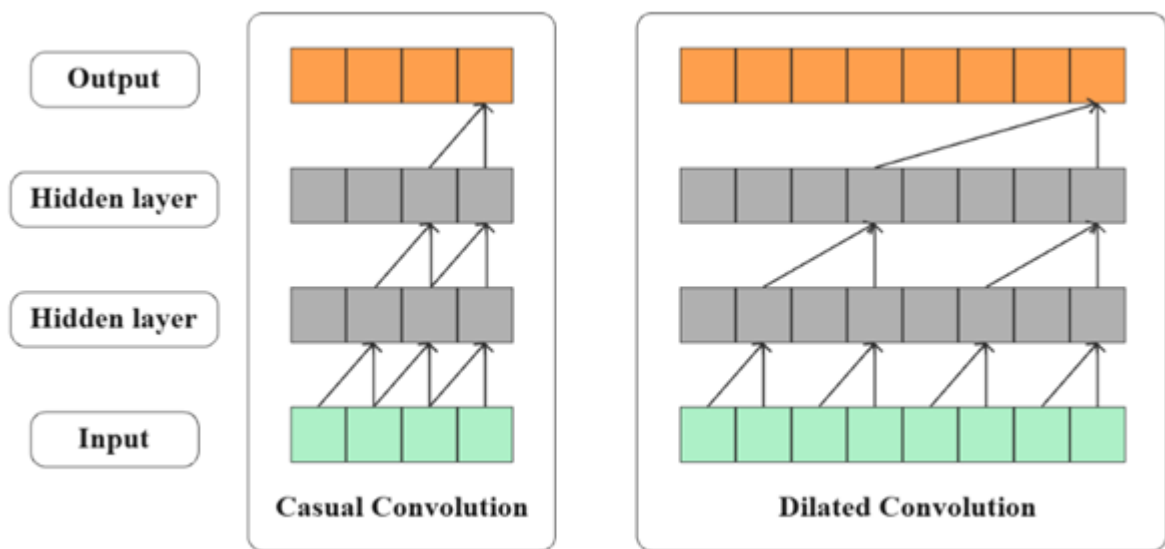 Output
Hidden layer
Hidden layer
Input
Casual Convolution
Dilated Convolution